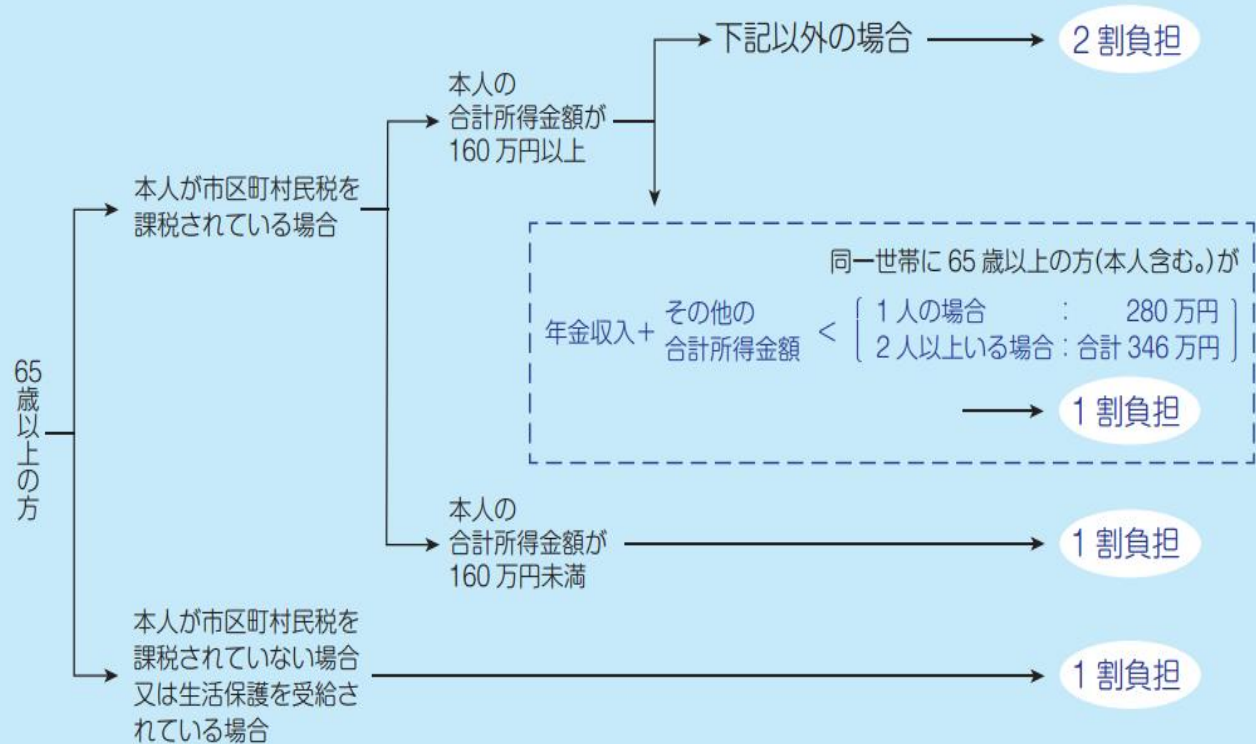 65歳以上の方
本人が市区町村民税を
課税されている場合
本人の
合計所得金額が
160万円以上
下記以外の場合
2割負担
同一世帯に65歳以上の方(本人含む。)が
年金収入+その他の合計所得金額 <
1人の場合 : 280万円
2人以上いる場合:合計346万円
1割負担
本人の
合計所得金額が
160万円未満
1割負担
本人が市区町村民税を
課税されていない場合
又は生活保護を受給さ
れている場合
1割負担